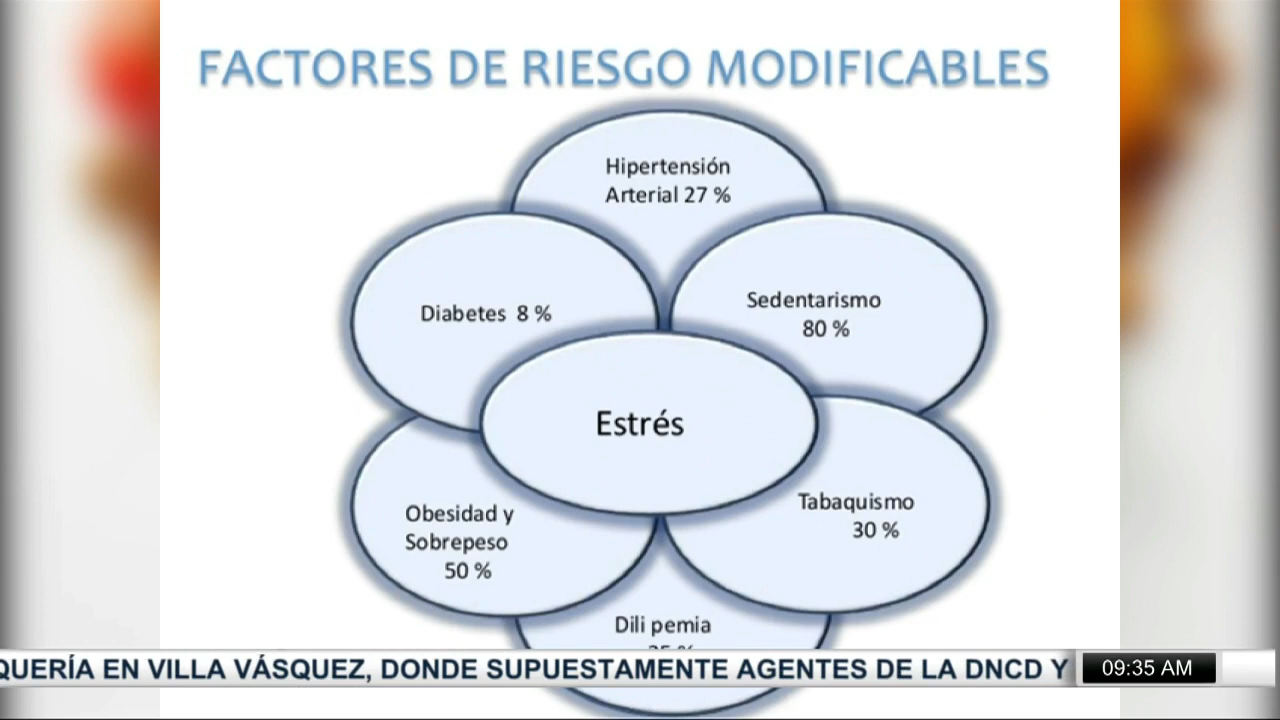 FACTORES DE RIESGO MODIFICABLES
Hipertensión
Arterial 27 %
Diabetes 8 %
Sedentarismo
80 %
Estrés
Obesidad y
Sobrepeso
50 %
Tabaquismo
30 %
Dili pemia
QUERÍA EN VILLA VÁSQUEZ, DONDE SUPUESTAMENTE AGENTES DE LA DNCD Y
09:35 AM